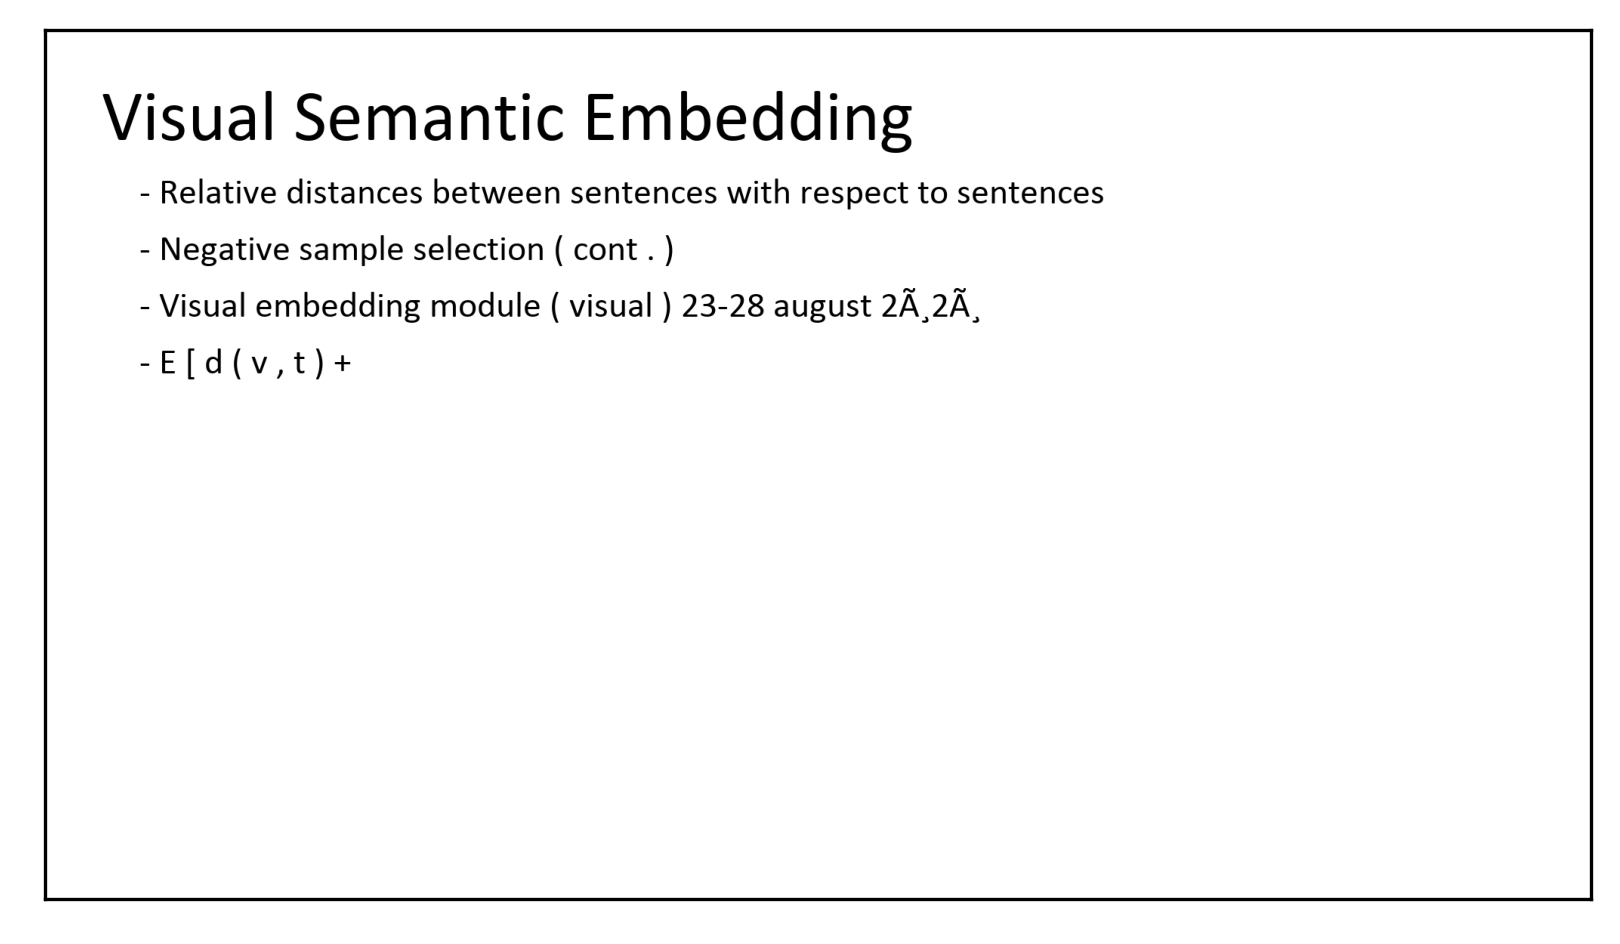 Visual Semantic Embedding
- Relative distances between sentences with respect to sentences
- Negative sample selection ( cont . )
- Visual embedding module ( visual ) 23-28 august 2Ã¸2Ã¸
- E [ d ( v , t ) +